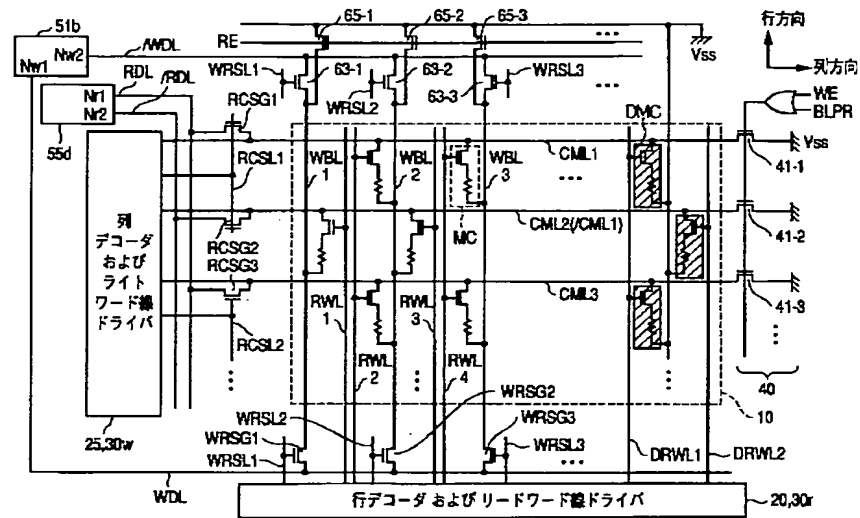 51b
Nw1
Nw2
/WDL
RE
65-1
65-2
65-3
Vss
行方向
列方向
WRSL1
63-1
WRSL2
63-2
63-3
WRSL3
RDL
/RDL
Nr1
Nr2
55d
RCSG1
RCSL1
RCSG2
RCSG3
RCSL2
列
デコーダ
および
ライト
ワード線
ドライバ
25,30w
WBL
1
WBL
2
WBL
3
MC
CML1
CML2(/CML1)
CML3
DMC
WE
BLPR
Vss
41-1
41-2
41-3
40
10
RWL
1
RWL
2
RWL
3
RWL
4
WRSL2
WRSG1
WRSL1
WRSG2
WRSG3
WRSL3
DRWL1
DRWL2
WDL
行デコーダ および リードワード線ドライバ
20,30r